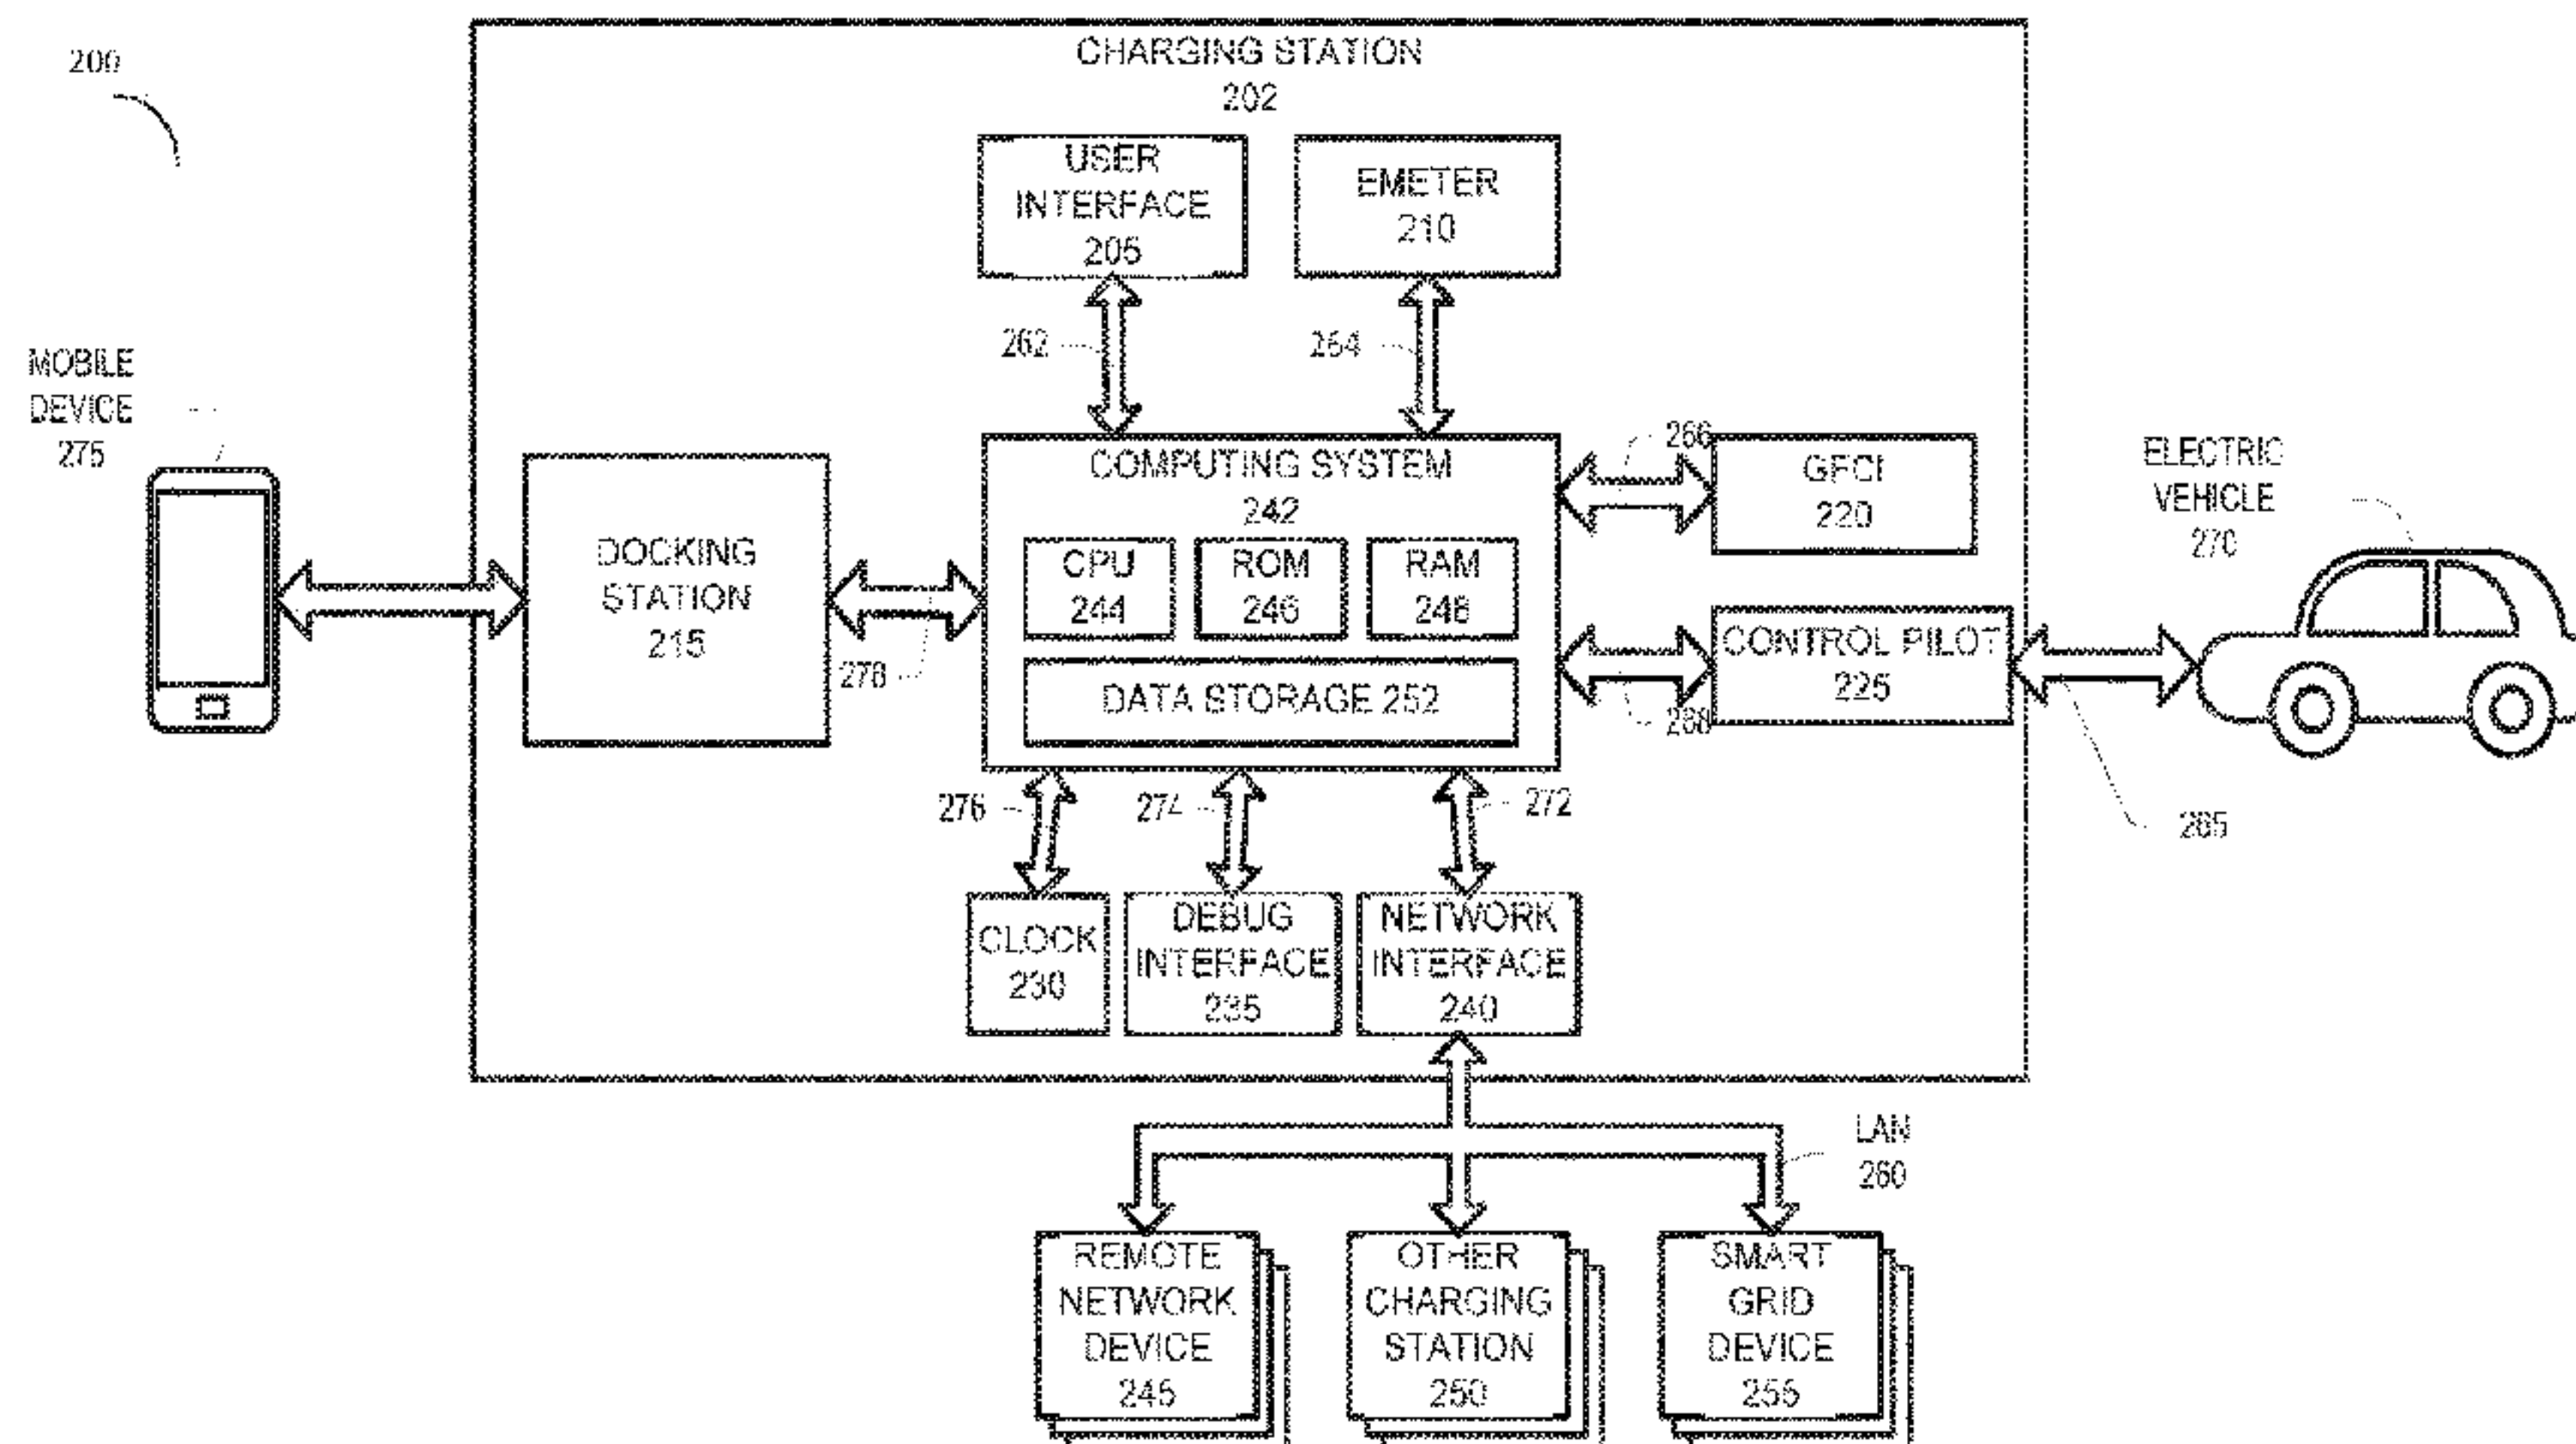 200
CHARGING STATION
202
USER
INTERFACE
205
EMETER
210
262
264
MOBILE
DEVICE
275
DOCKING
STATION
215
278
COMPUTING SYSTEM
242
CPU
244
ROM
246
RAM
248
DATA STORAGE 252
266
GFCI
220
CONTROL PILOT
225
268
ELECTRIC
VEHICLE
270
265
276
274
272
CLOCK
230
DEBUG
INTERFACE
235
NETWORK
INTERFACE
240
LAN
260
REMOTE
NETWORK
DEVICE
245
OTHER
CHARGING
STATION
250
SMART
GRID
DEVICE
255